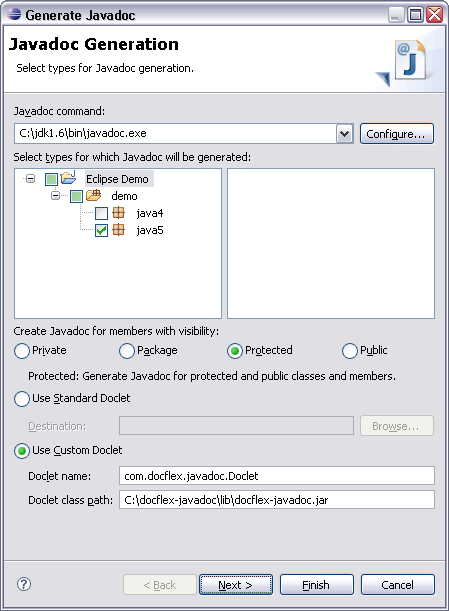 Generate Javadoc
Javadoc Generation
Select types for Javadoc generation.
@
J
Javadoc command:
C:\jdk1.6\bin\javadoc.exe
Configure...
Select types for which Javadoc will be generated:
Eclipse Demo
demo
java4
java5
Create Javadoc for members with visibility:
Private Package Protected Public
Protected: Generate Javadoc for protected and public classes and members.
Use Standard Doclet
Destination: Browse...
Use Custom Doclet
Doclet name: com.docflex.javadoc.Doclet
Doclet class path: C:\docflex-javadoc\lib\docflex-javadoc.jar
? < Back Next > Finish Cancel